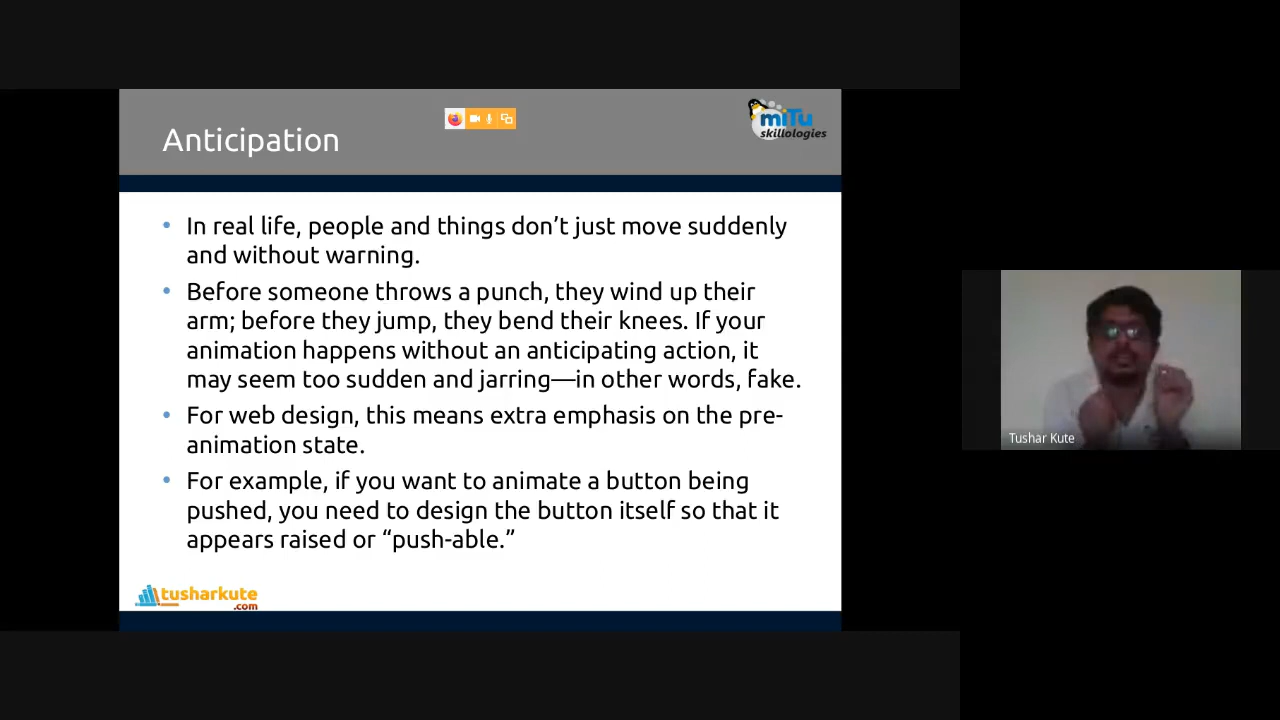 Anticipation
miTu
skillologies
• In real life, people and things don’t just move suddenly
and without warning.
• Before someone throws a punch, they wind up their
arm; before they jump, they bend their knees. If your
animation happens without an anticipating action, it
may seem too sudden and jarring—in other words, fake.
• For web design, this means extra emphasis on the pre-
animation state.
• For example, if you want to animate a button being
pushed, you need to design the button itself so that it
appears raised or “push-able.”
tusharkute
.com
Tushar Kute